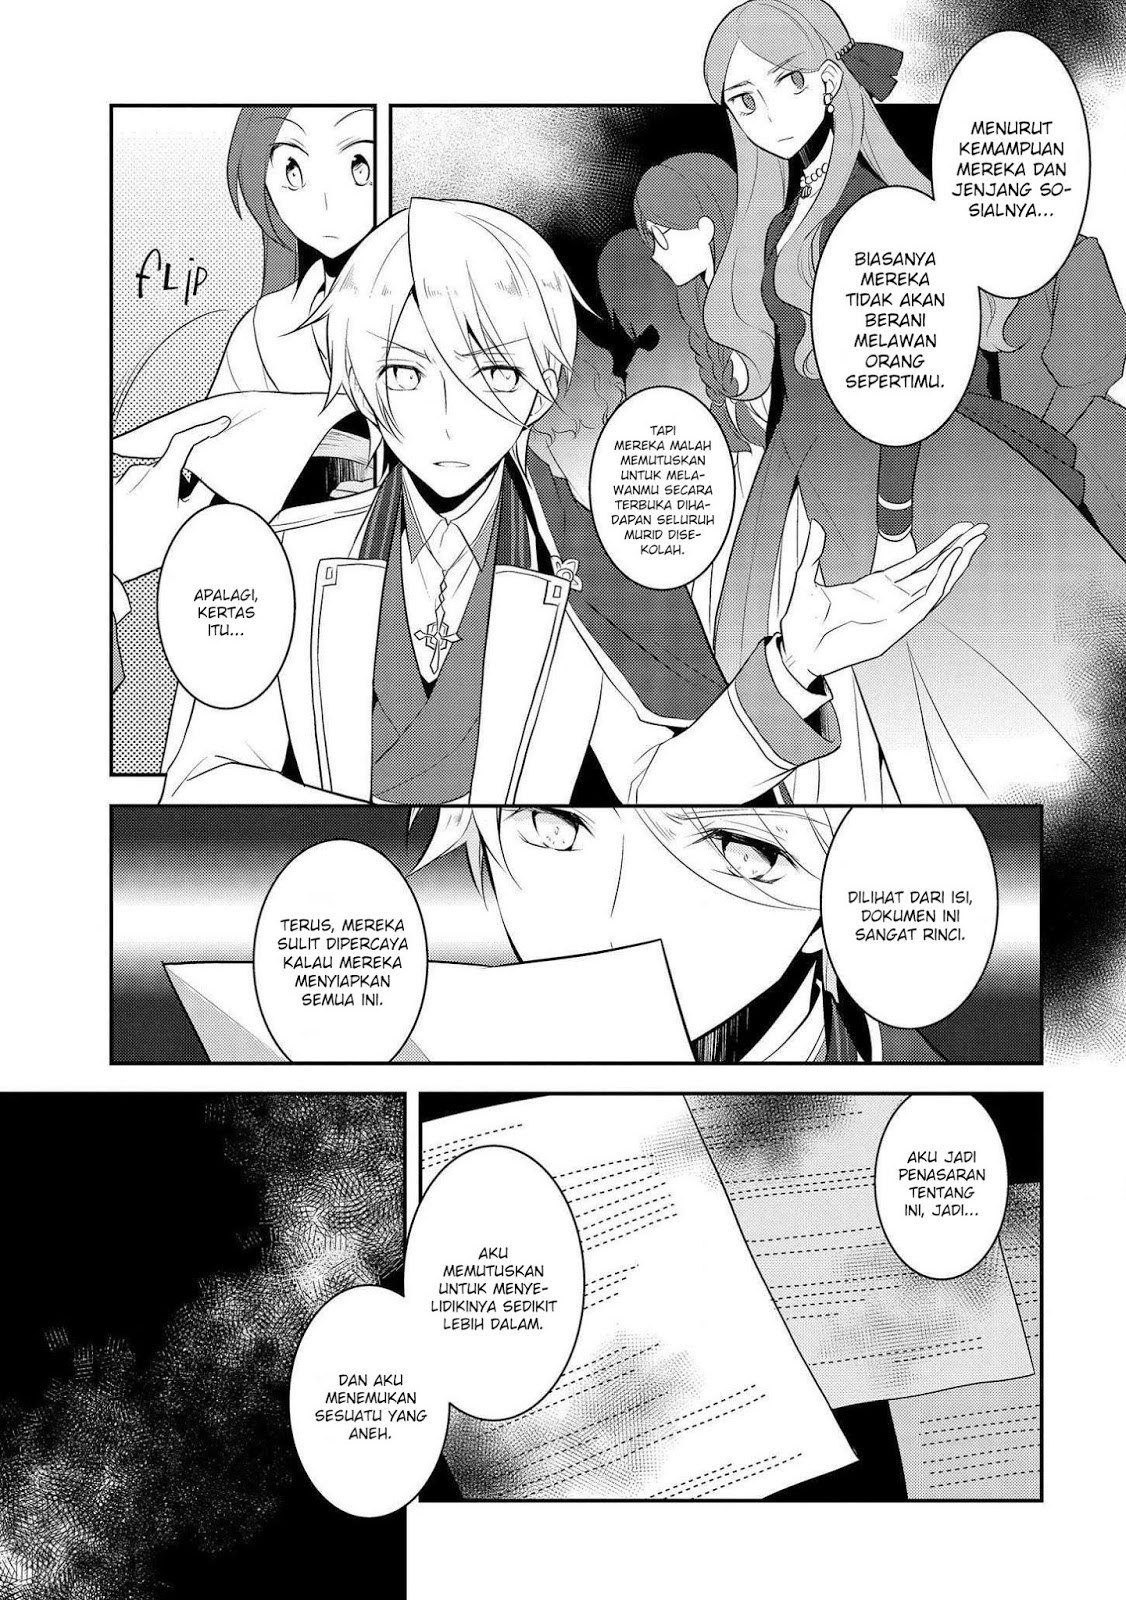 MENURUT
KEMAMPUAN
MEREKA DAN
JENJANG SO-
SIALNYA...
BIASANYA
MEREKA
TIDAK AKAN
BERANI
MELAWAN
ORANG
SEPERTIMU.
TAPI
MEREKA MALAH
MEMUTUSKAN
UNTUK MELA-
WANMU SECARA
TERBUKA DIHA-
DAPAN SELURUH
MURID DISE-
KOLAH.
FLIP
APALAGI,
KERTAS
ITU...
DILIHAT DARI ISI,
DOKUMEN INI
SANGAT RINCI.
TERUS, MEREKA
SULIT DIPERCAYA
KALAU MEREKA
MENYIAPKAN
SEMUA INI.
AKU JADI
PENASARAN
TENTANG
INI, JADI...
AKU
MEMUTUSKAN
UNTUK MENYE-
LIDIKINYA SEDIKIT
LEBIH DALAM.
DAN AKU
MENEMUKAN
SESUATU YANG
ANEH.